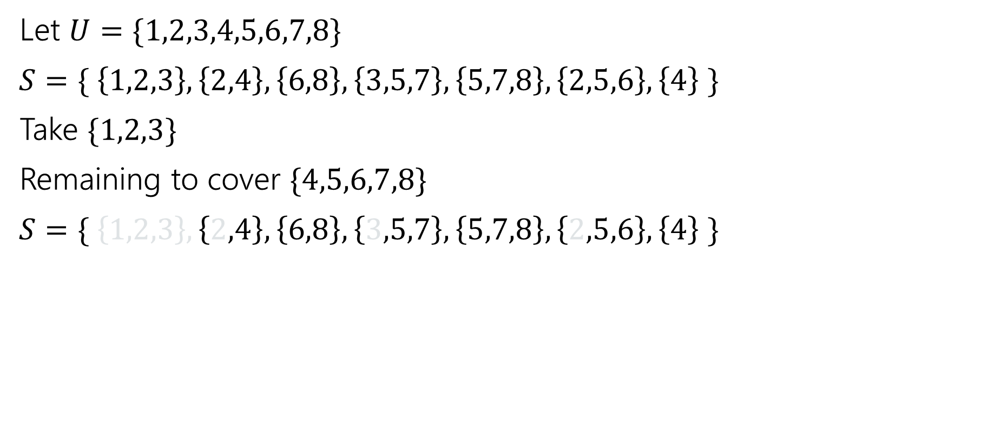 Let U = {1,2,3,4,5,6,7,8}
S = { {1,2,3}, {2,4}, {6,8}, {3,5,7}, {5,7,8}, {2,5,6}, {4} }
Take {1,2,3}
Remaining to cover {4,5,6,7,8}
S = { {1,2,3}, {2,4}, {6,8}, {3,5,7}, {5,7,8}, {2,5,6}, {4} }